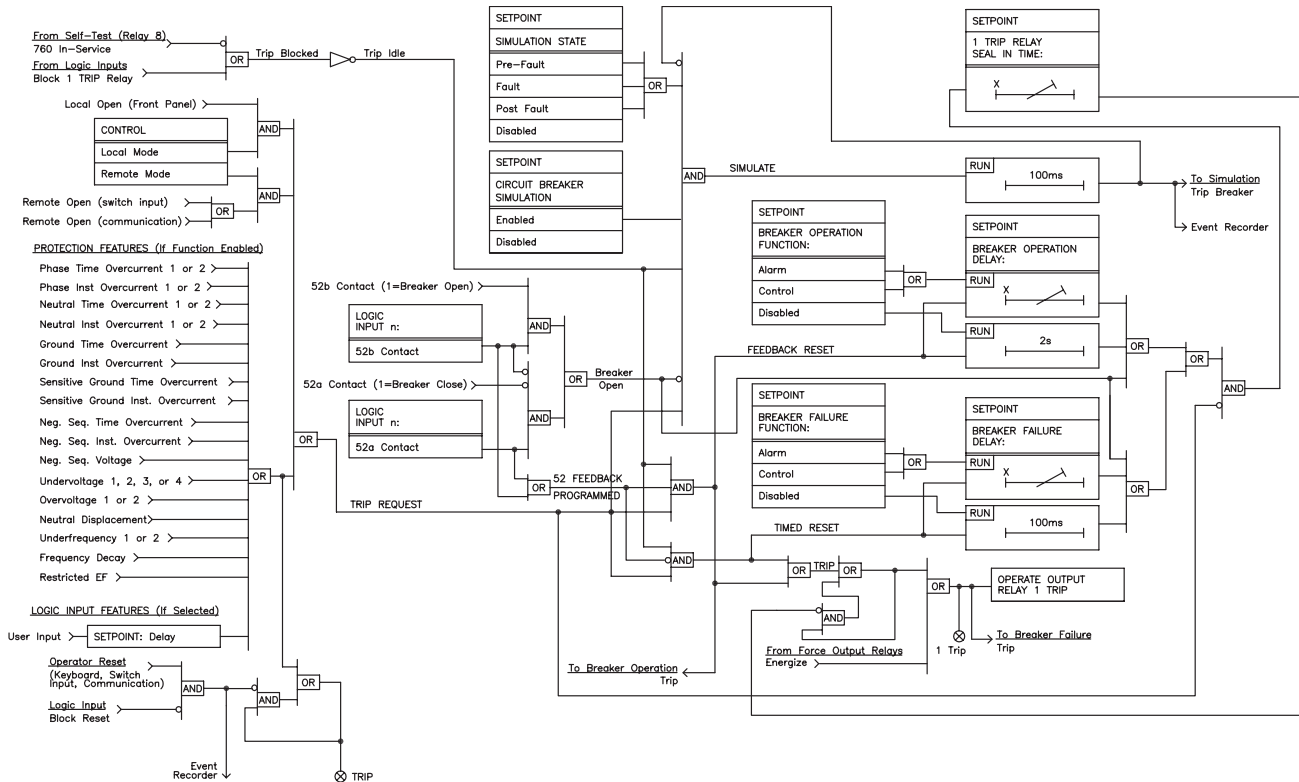 From Self-Test (Relay 8)
760 In-Service
From Logic Inputs
Block 1 TRIP Relay
OR
Trip Blocked
Trip Idle
Local Open (Front Panel)
CONTROL
Local Mode
Remote Mode
AND
AND
Remote Open (switch input)
Remote Open (communication)
OR
PROTECTION FEATURES (If Function Enabled)
Phase Time Overcurrent 1 or 2
Phase Inst Overcurrent 1 or 2
Neutral Time Overcurrent 1 or 2
Neutral Inst Overcurrent 1 or 2
Ground Time Overcurrent
Ground Inst Overcurrent
Sensitive Ground Time Overcurrent
Sensitive Ground Inst. Overcurrent
Neg. Seq. Time Overcurrent
Neg. Seq. Inst. Overcurrent
Neg. Seq. Voltage
Undervoltage 1, 2, 3, or 4
Overvoltage 1 or 2
Neutral Displacement
Underfrequency 1 or 2
Frequency Decay
Restricted EF
OR
OR
LOGIC INPUT FEATURES (If Selected)
User Input
SETPOINT: Delay
Operator Reset
(Keyboard, Switch
Input, Communication)
Logic Input
Block Reset
AND
AND
OR
Event
Recorder
TRIP
SETPOINT
SIMULATION STATE
Pre-Fault
Fault
Post Fault
Disabled
OR
SETPOINT
CIRCUIT BREAKER
SIMULATION
Enabled
Disabled
AND
SIMULATE
52b Contact (1=Breaker Open)
LOGIC
INPUT n:
52b Contact
52a Contact (1=Breaker Close)
LOGIC
INPUT n:
52a Contact
AND
AND
OR
Breaker
Open
OR
52 FEEDBACK
PROGRAMMED
TRIP REQUEST
AND
AND
FEEDBACK RESET
TIMED RESET
SETPOINT
BREAKER OPERATION
FUNCTION:
Alarm
Control
Disabled
OR
SETPOINT
BREAKER FAILURE
FUNCTION:
Alarm
Control
Disabled
OR
SETPOINT
1 TRIP RELAY
SEAL IN TIME:
X
RUN
100ms
To Simulation
Trip Breaker
Event Recorder
SETPOINT
BREAKER OPERATION
DELAY:
RUN
X
RUN
2s
SETPOINT
BREAKER FAILURE
DELAY:
RUN
X
RUN
100ms
OR
OR
OR
AND
OR
TRIP
OR
AND
OR
OPERATE OUTPUT
RELAY 1 TRIP
1 Trip
To Breaker Failure
Trip
From Force Output Relays
Energize
To Breaker Operation
Trip